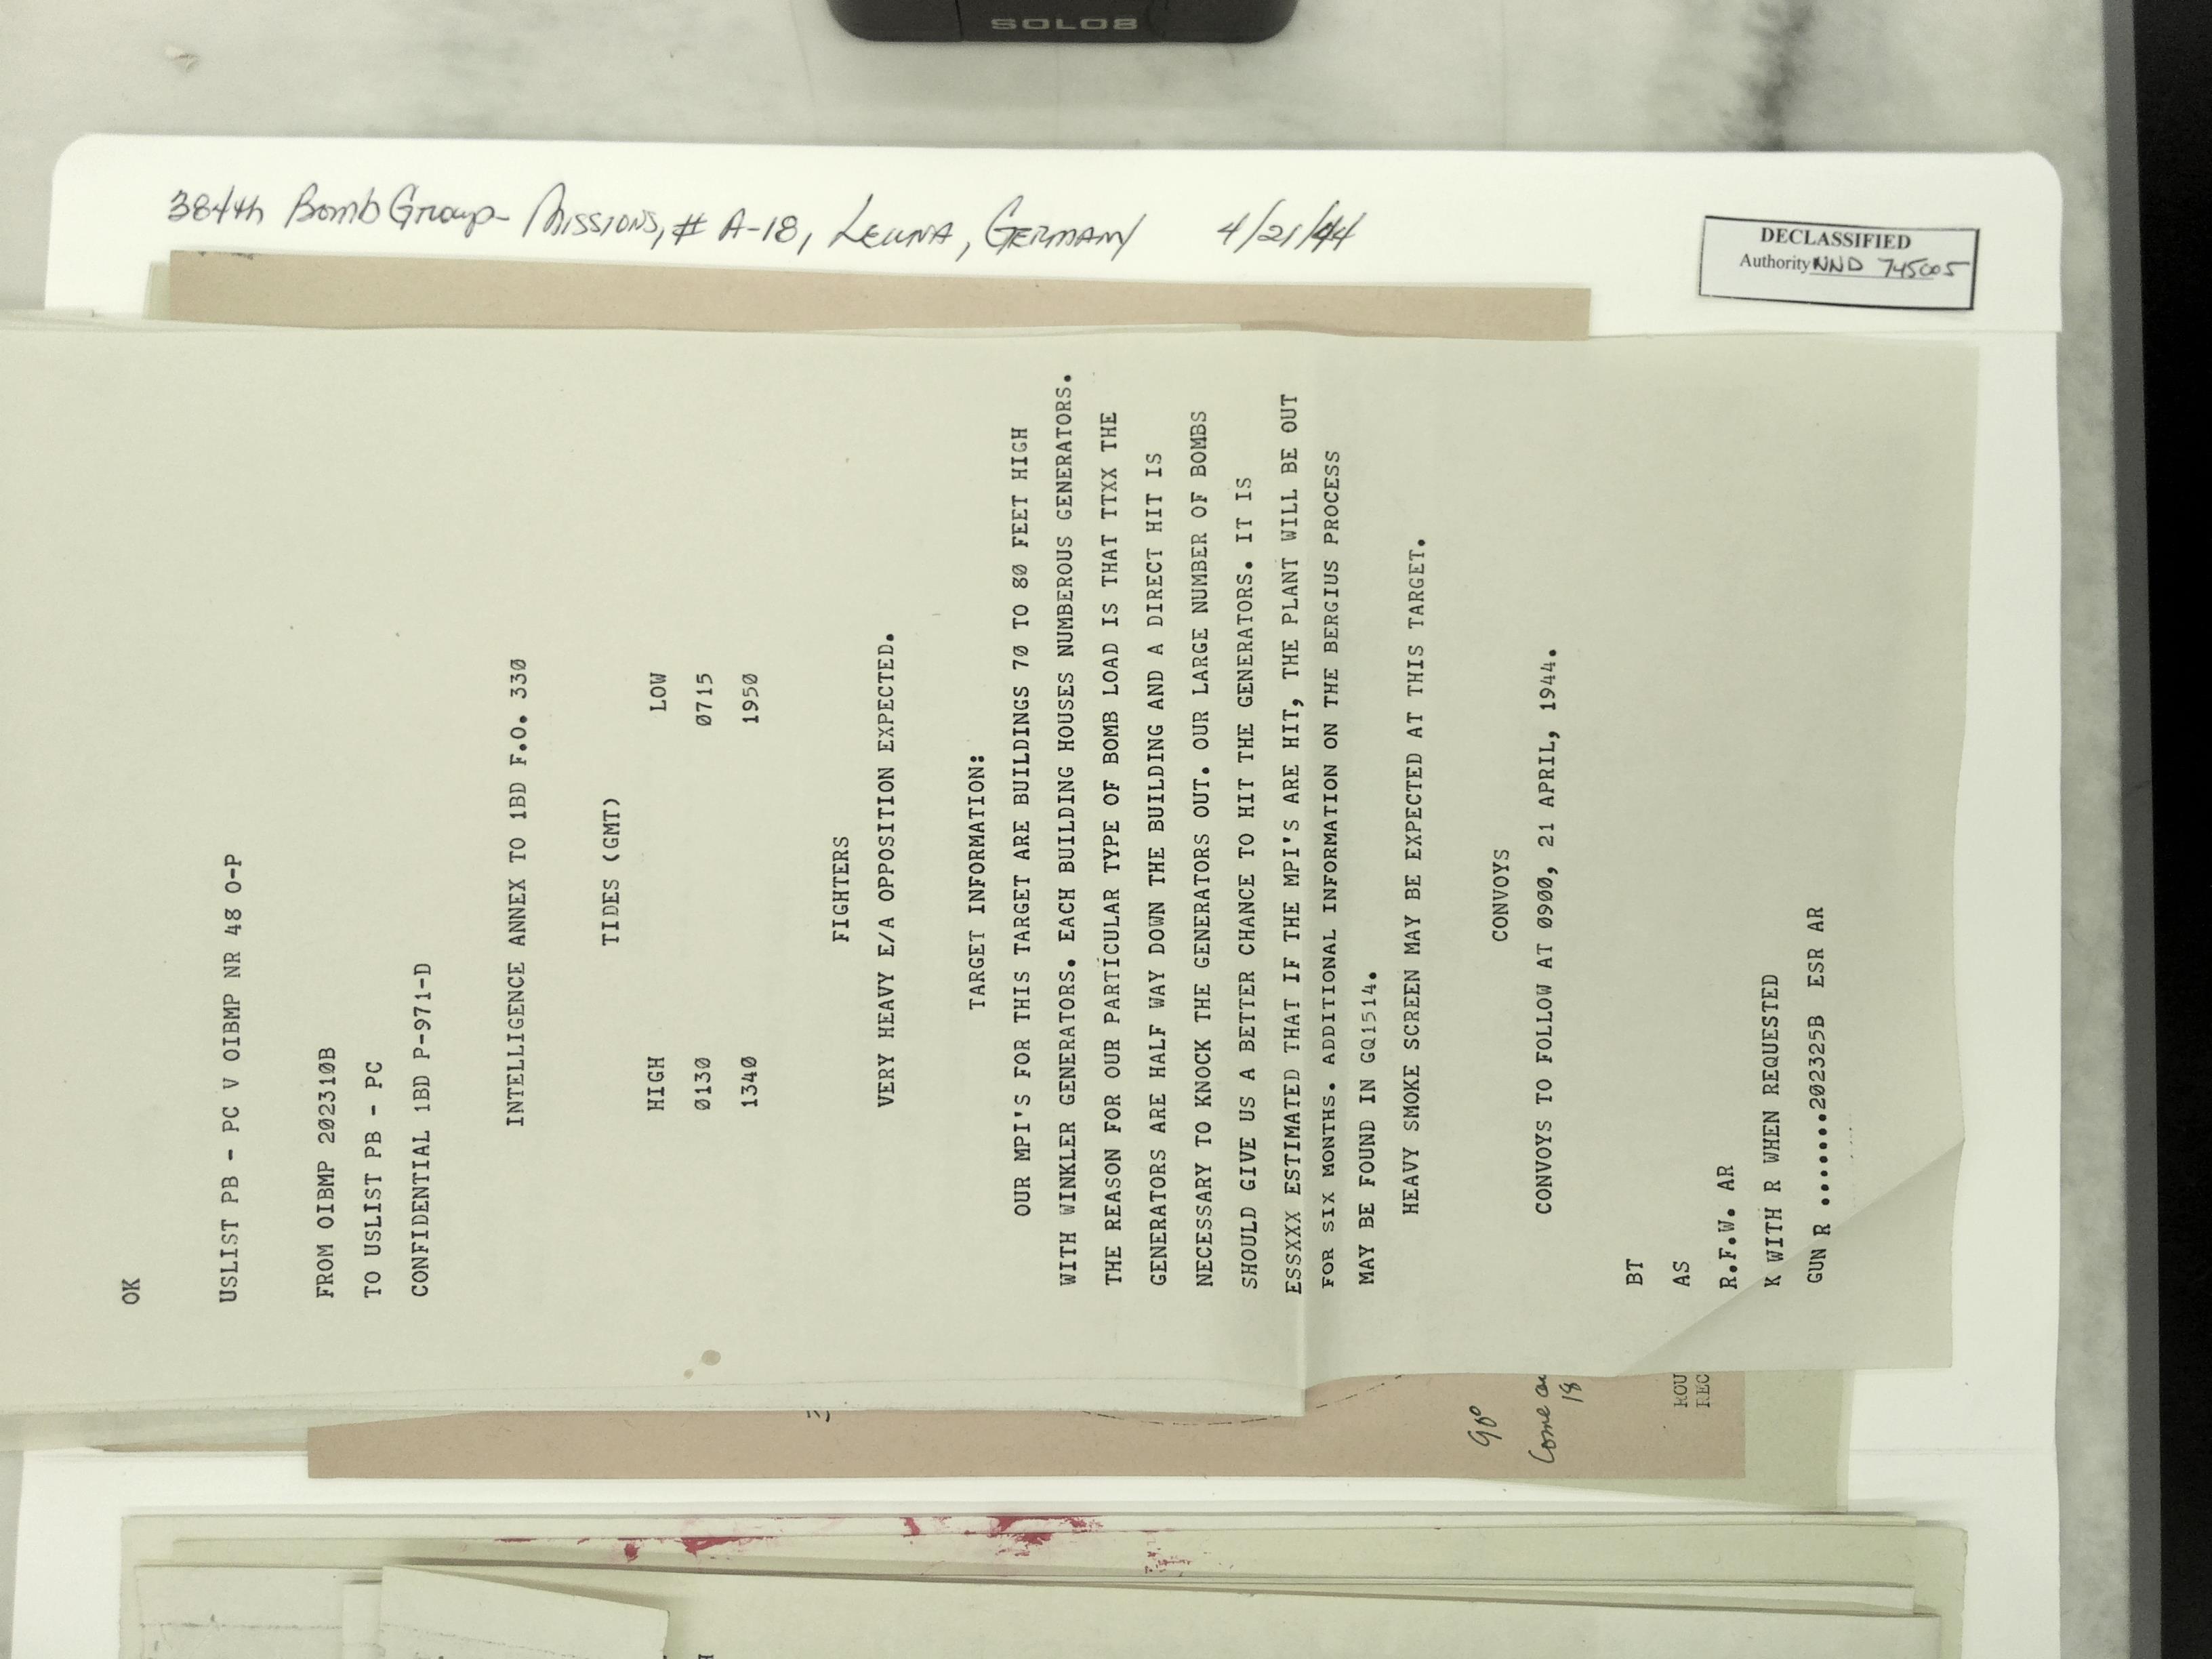 SOLO8
384th Bomb Group- Missions, # A-18, Leuna, Germany 4/21/44
DECLASSIFIED
Authority NND 745005
OK
USLIST PB - PC V OIBMP NR 48 O-P
FROM OIBMP 202310B
TO USLIST PB - PC
CONFIDENTIAL 1BD P-971-D
INTELLIGENCE ANNEX TO 1BD F.O. 330
TIDES (GMT)
HIGH LOW
0130 0715
1340 1950
FIGHTERS
VERY HEAVY E/A OPPOSITION EXPECTED.
TARGET INFORMATION:
OUR MPI'S FOR THIS TARGET ARE BUILDINGS 70 TO 80 FEET HIGH
WITH WINKLER GENERATORS. EACH BUILDING HOUSES NUMBEROUS GENERATORS.
THE REASON FOR OUR PARTICULAR TYPE OF BOMB LOAD IS THAT TTXX THE
GENERATORS ARE HALF WAY DOWN THE BUILDING AND A DIRECT HIT IS
NECESSARY TO KNOCK THE GENERATORS OUT. OUR LARGE NUMBER OF BOMBS
SHOULD GIVE US A BETTER CHANCE TO HIT THE GENERATORS. IT IS
ESSXXX ESTIMATED THAT IF THE MPI'S ARE HIT, THE PLANT WILL BE OUT
FOR SIX MONTHS. ADDITIONAL INFORMATION ON THE BERGIUS PROCESS
MAY BE FOUND IN GQ1514.
HEAVY SMOKE SCREEN MAY BE EXPECTED AT THIS TARGET.
CONVOYS
CONVOYS TO FOLLOW AT 0900, 21 APRIL, 1944.
BT
AS
R.F.W. AR
K WITH R WHEN REQUESTED
GUN R ........202325B ESR AR
90°
Come
18
ROU
REC